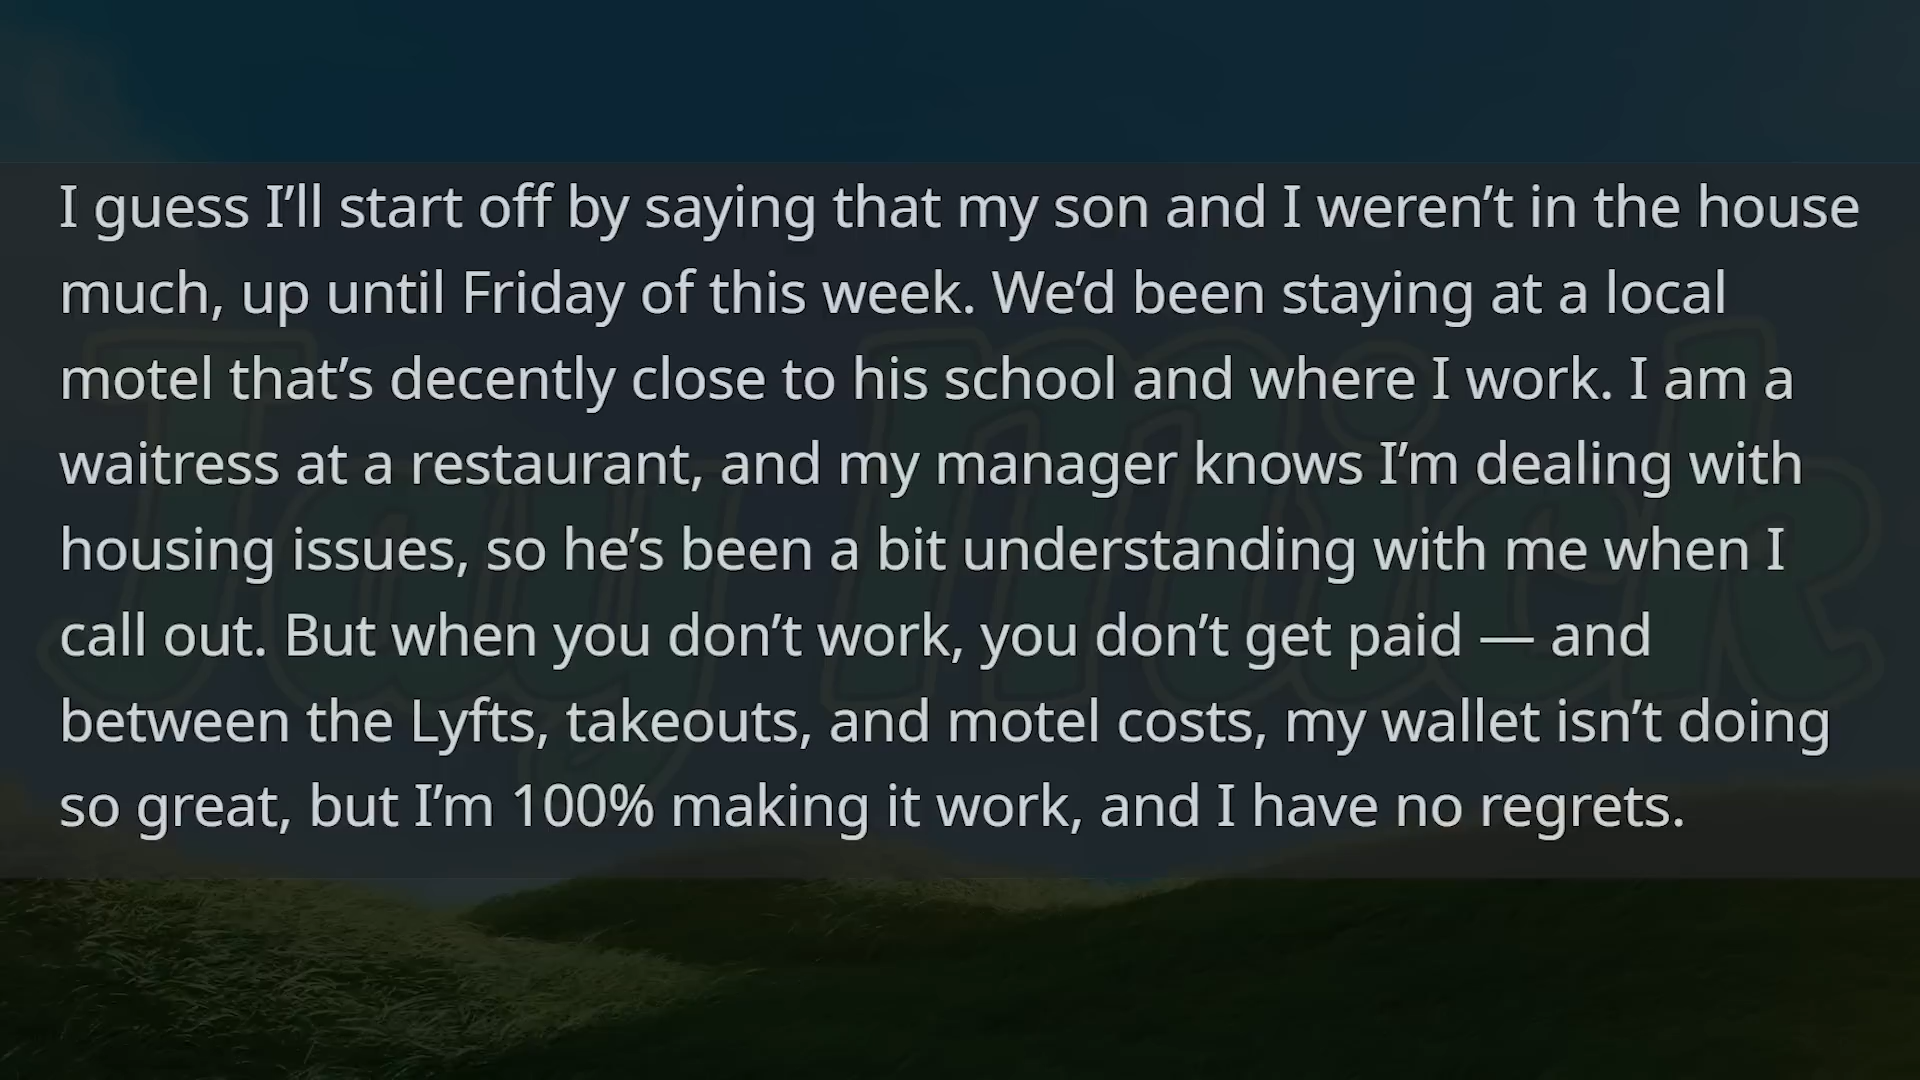 I guess I’ll start off by saying that my son and I weren’t in the house
much, up until Friday of this week. We’d been staying at a local
motel that’s decently close to his school and where I work. I am a
waitress at a restaurant, and my manager knows I’m dealing with
housing issues, so he’s been a bit understanding with me when I
call out. But when you don’t work, you don’t get paid — and
between the Lyfts, takeouts, and motel costs, my wallet isn’t doing
so great, but I’m 100% making it work, and I have no regrets.
Jay Mick